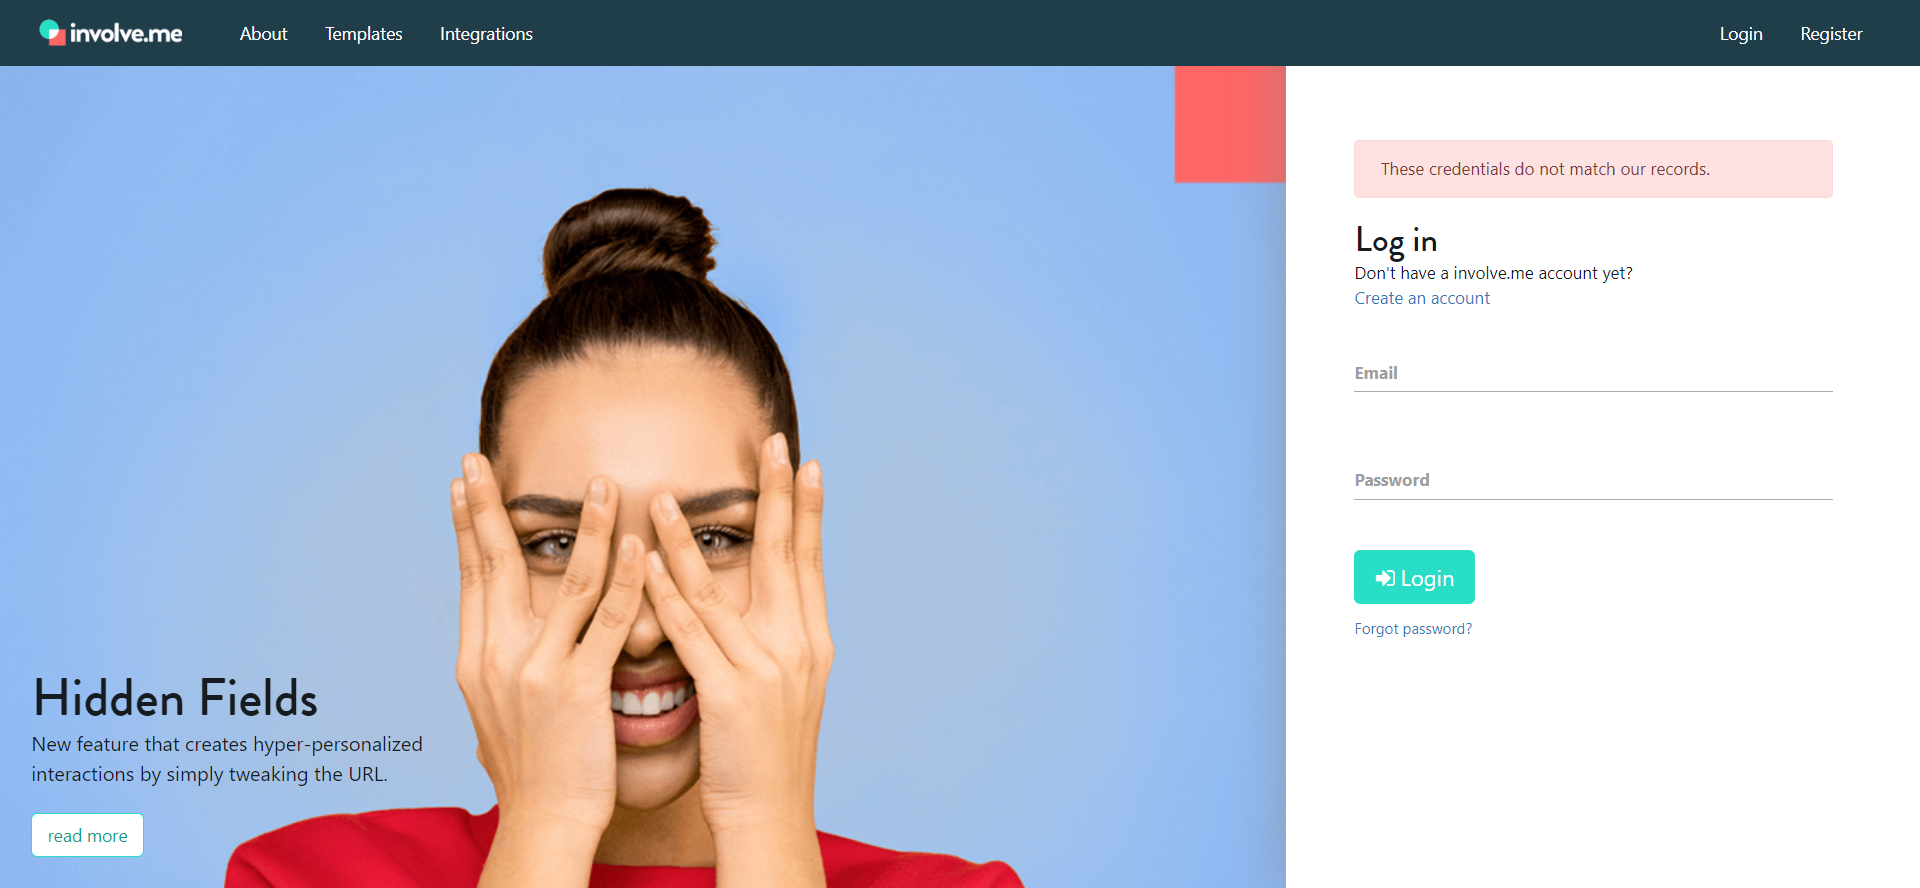 involve.me
About
Templates
Integrations
Login
Register
These credentials do not match our records.
Log in
Don't have a involve.me account yet?
Create an account
Email
Password
Login
Forgot password?
Hidden Fields
New feature that creates hyper-personalized
interactions by simply tweaking the URL.
read more